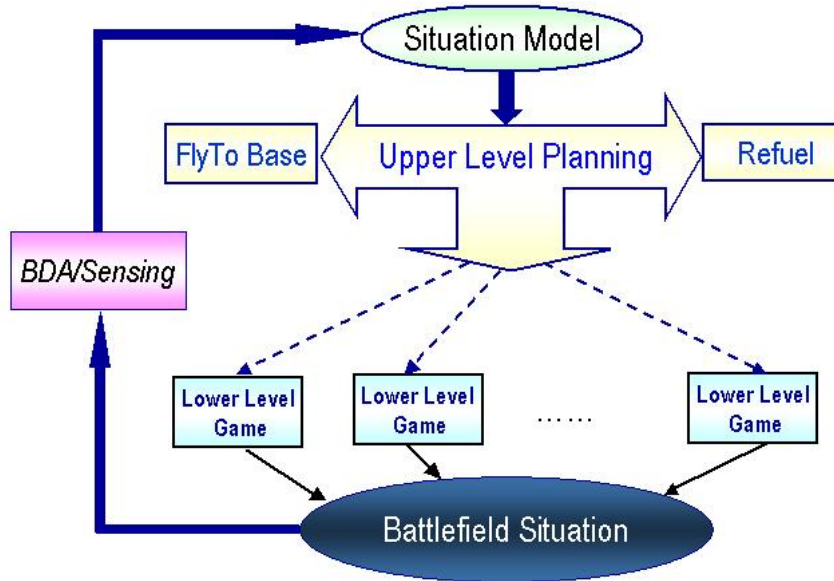 Situation Model
FlyTo Base
Upper Level Planning
Refuel
BDA/Sensing
Lower Level
Game
Lower Level
Game
......
Lower Level
Game
Battlefield Situation